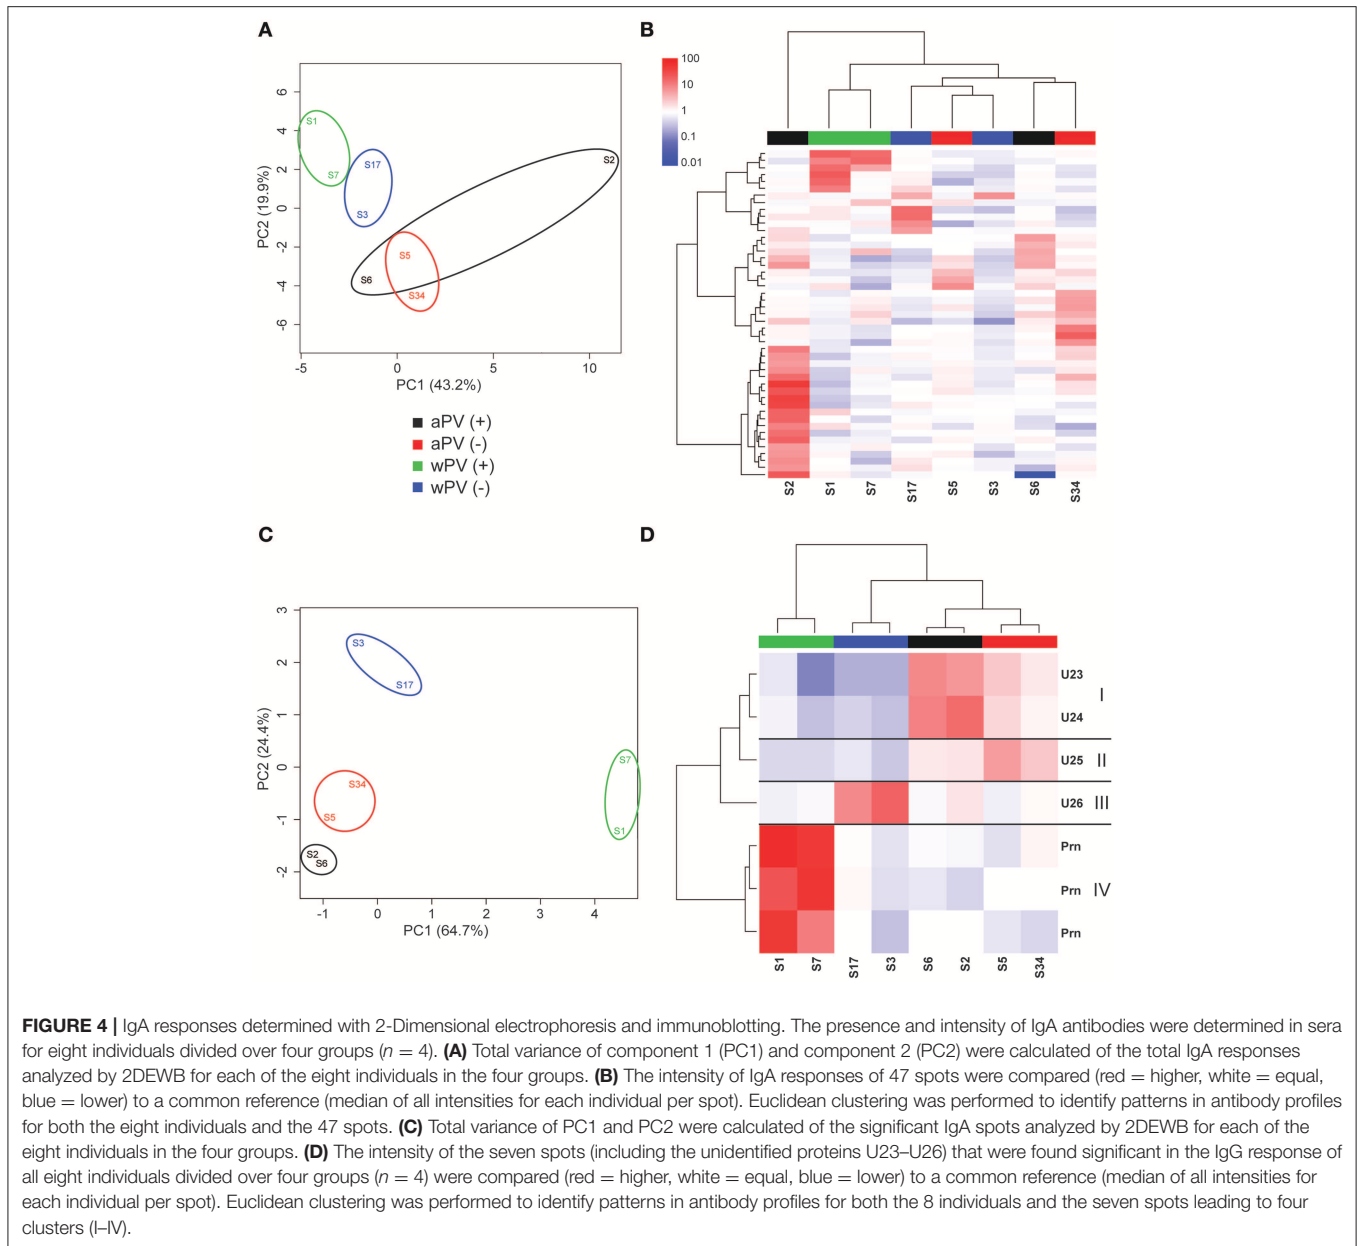 A
6
4
2
0
-2
-4
-6
PC2 (19.9%)
S1
S7
S17
S3
S2
S6
S5
S34
-5
0
5
10
PC1 (43.2%)
aPV (+)
aPV (-)
wPV (+)
wPV (-)
B
100
10
1
0.1
0.01
S2
S1
S7
S17
S5
S3
S6
S34
C
3
2
1
0
-1
-2
PC2 (24.4%)
S3
S17
S7
S1
S34
S5
S2
S6
-1
0
1
2
3
4
PC1 (64.7%)
D
U23
I
U24
U25
II
U26
III
Prn
Prn
IV
Prn
S1
S7
S17
S3
S6
S2
S5
S34
FIGURE 4 | IgA responses determined with 2-Dimensional electrophoresis and immunoblotting. The presence and intensity of IgA antibodies were determined in sera
for eight individuals divided over four groups (n = 4). (A) Total variance of component 1 (PC1) and component 2 (PC2) were calculated of the total IgA responses
analyzed by 2DEWB for each of the eight individuals in the four groups. (B) The intensity of IgA responses of 47 spots were compared (red = higher, white = equal,
blue = lower) to a common reference (median of all intensities for each individual per spot). Euclidean clustering was performed to identify patterns in antibody profiles
for both the eight individuals and the 47 spots. (C) Total variance of PC1 and PC2 were calculated of the significant IgA spots analyzed by 2DEWB for each of the
eight individuals in the four groups. (D) The intensity of the seven spots (including the unidentified proteins U23–U26) that were found significant in the IgG response of
all eight individuals divided over four groups (n = 4) were compared (red = higher, white = equal, blue = lower) to a common reference (median of all intensities for
each individual per spot). Euclidean clustering was performed to identify patterns in antibody profiles for both the 8 individuals and the seven spots leading to four
clusters (I–IV).